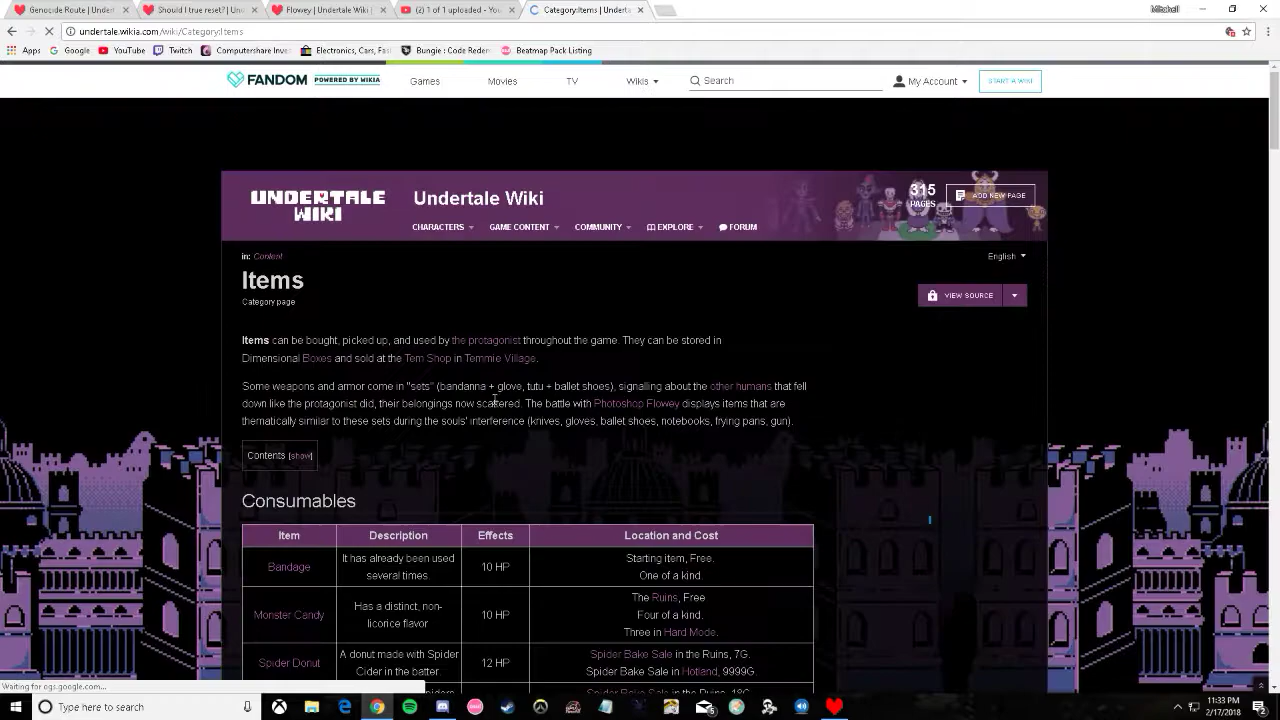 Genocide Route | Undert
Should I true reset? | Und
Flowey | Undertale Wiki |
(2) 1 of 1 uploaded - You
Category:Items | Underta
Mitchell
undertale.wikia.com/wiki/Category:Items
Apps Google YouTube Twitch Computershare Inves Electronics, Cars, Fas Bungie : Code Redem Beatmap Pack Listing
FANDOM POWERED BY WIKIA Games Movies TV Wikis Search My Account START A WIKI
UNDERTALE WIKI
Undertale Wiki
315 PAGES
ADD NEW PAGE
CHARACTERS GAME CONTENT COMMUNITY EXPLORE FORUM
in: Content
English
Items
Category page
VIEW SOURCE
Items can be bought, picked up, and used by the protagonist throughout the game. They can be stored in
Dimensional Boxes and sold at the Tem Shop in Temmie Village.
Some weapons and armor come in "sets" (bandanna + glove, tutu + ballet shoes), signalling about the other humans that fell
down like the protagonist did, their belongings now scattered. The battle with Photoshop Flowey displays items that are
thematically similar to these sets during the souls' interference (knives, gloves, ballet shoes, notebooks, frying pans, gun).
Contents [show]
Consumables
Item Description Effects Location and Cost
Bandage
It has already been used
several times.
10 HP
Starting item, Free.
One of a kind.
Monster Candy
Has a distinct, non-
licorice flavor
10 HP
The Ruins, Free
Four of a kind.
Three in Hard Mode.
Spider Donut
A donut made with Spider
Cider in the batter.
12 HP
Spider Bake Sale in the Ruins, 7G.
Spider Bake Sale in Hotland, 9999G
Waiting for ogs.google.com...
Type here to search
11:33 PM
2/17/2018